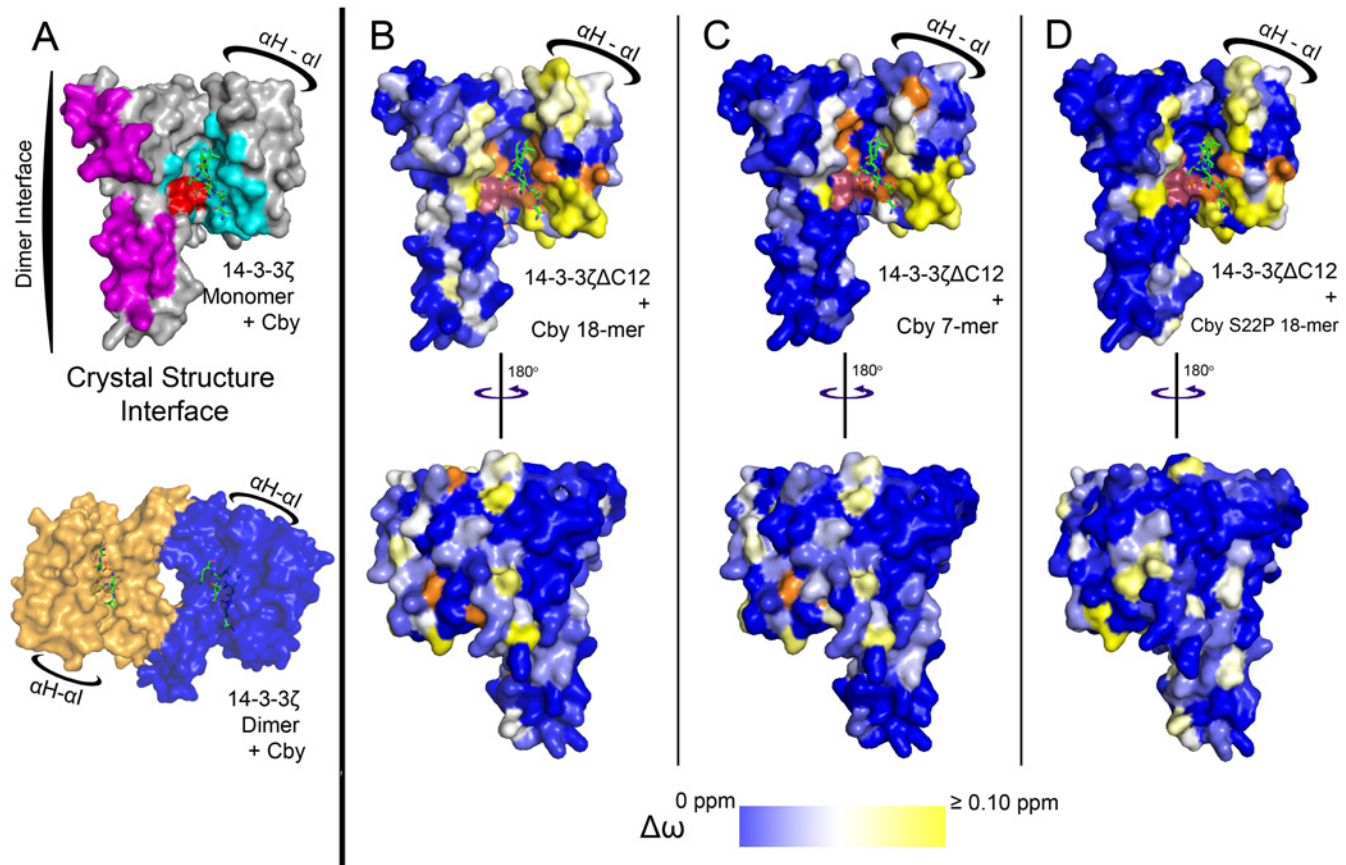 A
αH - αI
Dimer Interface
14-3-3ζ
Monomer
+ Cby
Crystal Structure
Interface
αH-αI
αH-αI
14-3-3ζ
Dimer
+ Cby
B
αH - αI
14-3-3ζΔC12
+
Cby 18-mer
180°
C
αH - αI
14-3-3ζΔC12
+
Cby 7-mer
180°
D
αH - αI
14-3-3ζΔC12
+
Cby S22P 18-mer
180°
0 ppm
≥ 0.10 ppm
Δω